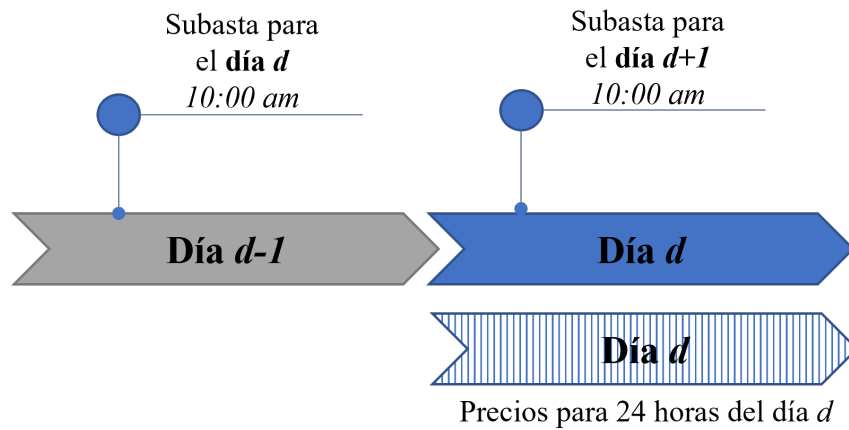 Subasta para
el día d
10:00 am
Subasta para
el día d+1
10:00 am
Día d-1
Día d
Día d
Precios para 24 horas del día d